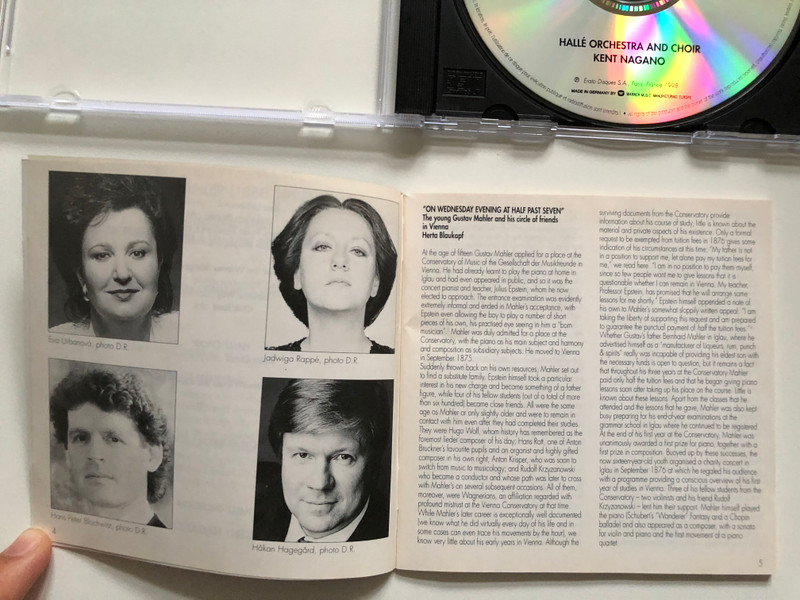 HALLÉ ORCHESTRA AND CHOIR
KENT NAGANO
℗ Erato Disques S.A., Paris, France 1998
MADE IN GERMANY BY WARNER MUSIC MANUFACTURING EUROPE
Eva Urbanová, photo D.R.
Jadwiga Rappé, photo D.R.
Hans Peter Blochwitz, photo D.R.
Håkan Hagegård, photo D.R.
4
"ON WEDNESDAY EVENING AT HALF PAST SEVEN"
The young Gustav Mahler and his circle of friends
in Vienna
Herta Blaukopf
At the age of fifteen Gustav Mahler applied for a place at the
Conservatory of Music of the Gesellschaft der Musikfreunde in
Vienna. He had already learnt to play the piano at home in
Iglau and had even appeared in public, and so it was the
concert pianist and teacher, Julius Epstein, whom he now
elected to approach. The entrance examination was evidently
extremely informal and ended in Mahler's acceptance, with
Epstein even allowing the boy to play a number of short
pieces of his own, his practised eye seeing in him a "born
musician". Mahler was duly admitted for a place at the
Conservatory, with the piano as his main subject and harmony
and composition as subsidiary subjects. He moved to Vienna
in September 1875.
Suddenly thrown back on his own resources, Mahler set out
to find a substitute family. Epstein himself took a particular
interest in his new charge and became something of a father
figure, while four of his fellow students (out of a total of more
than six hundred) became close friends. All were the same
age as Mahler or only slightly older and were to remain in
contact with him even after they had completed their studies.
They were Hugo Wolf, whom history has remembered as the
foremost lieder composer of his day; Hans Rott, one of Anton
Bruckner's favourite pupils and an organist and highly gifted
composer in his own right; Anton Krisper, who was soon to
switch from music to musicology; and Rudolf Krzyzanowski
who became a conductor and whose path was later to cross
with Mahler's on several subsequent occasions. All of them,
moreover, were Wagnerians, an affiliation regarded with
profound mistrust at the Vienna Conservatory at that time.
While Mahler's later career is exceptionally well documented
(we know what he did virtually every day of his life and in
some cases can even trace his movements by the hour), we
know very little about his early years in Vienna. Although the
surviving documents from the Conservatory provide
information about his course of study, little is known about the
material and private aspects of his existence. Only a formal
request to be exempted from tuition fees in 1876 gives some
indication of his circumstances at this time: "My father is not
in a position to support me, let alone pay my tuition fees for
me," we read here. "I am in no position to pay them myself,
since so few people want me to give lessons that it is
questionable whether I can remain in Vienna. My teacher,
Professor Epstein, has promised that he will arrange some
lessons for me shortly." Epstein himself appended a note of
his own to Mahler's somewhat sloppily written appeal: "I am
taking the liberty of supporting this request and am prepared
to guarantee the punctual payment of half the tuition fees."
Whether Gustav's father Bernhard Mahler in Iglau, where he
advertised himself as a "manufacturer of Liqueurs, rum, punch
& spirits" really was incapable of providing his eldest son with
the necessary funds is open to question, but it remains a fact
that throughout his three years at the Conservatory Mahler
paid only half the tuition fees and that he began giving piano
lessons soon after taking up his place on the course. Little is
known about these lessons. Apart from the classes that he
attended and the lessons he gave, Mahler was also kept
busy preparing for his end-of-year examinations at the
grammar school in Iglau where he continued to be registered.
At the end of his first year at the Conservatory, Mahler was
unanimously awarded a first prize for piano, together with a
first prize in composition. Buoyed up by these successes, the
now sixteen-year-old youth organised a charity concert in
Iglau in September 1876 at which he regaled his audience
with a programme providing a conscious overview of his first
year of studies in Vienna. Three of his fellow students from the
Conservatory – two violinists and his friend Rudolf
Krzyzanowski – lent him their support. Mahler himself played
the piano (Schubert's "Wanderer" Fantasy and a Chopin
ballade) and also appeared as a composer, with a sonata
for violin and piano and the first movement of a piano
quartet.
5